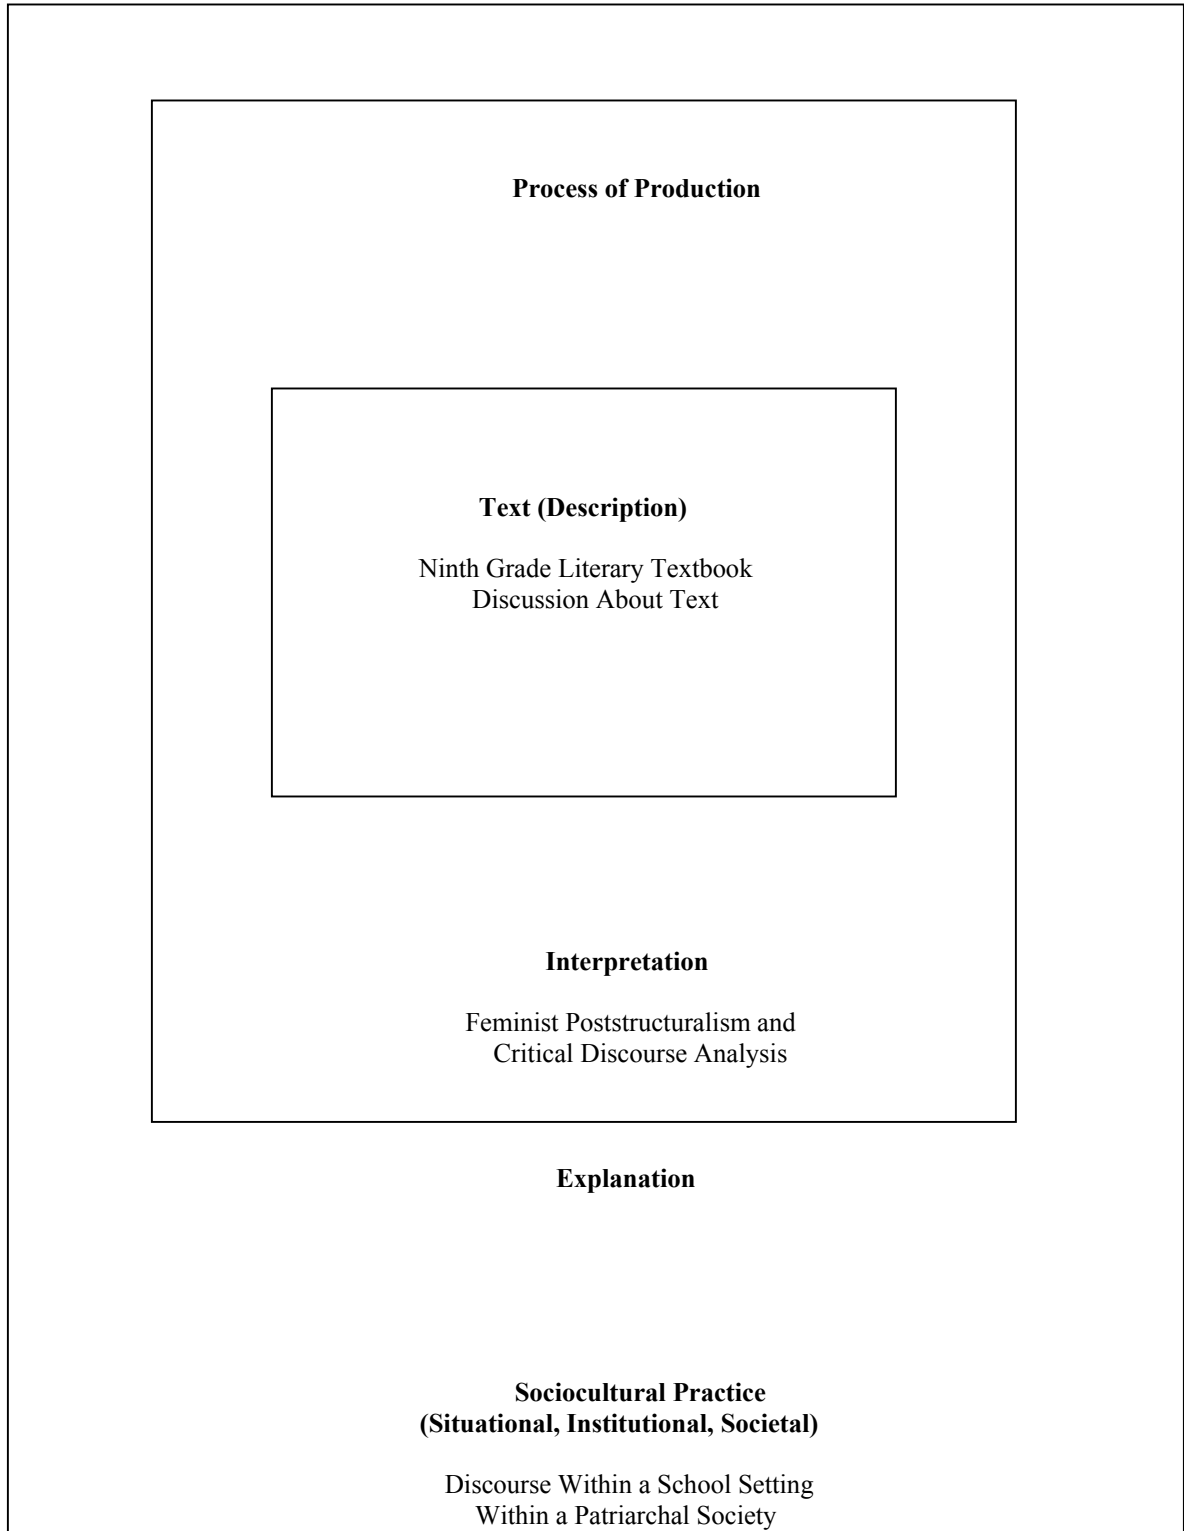 Process of Production
Text (Description)
Ninth Grade Literary Textbook
Discussion About Text
Interpretation
Feminist Poststructuralism and
Critical Discourse Analysis
Explanation
Sociocultural Practice
(Situational, Institutional, Societal)
Discourse Within a School Setting
Within a Patriarchal Society